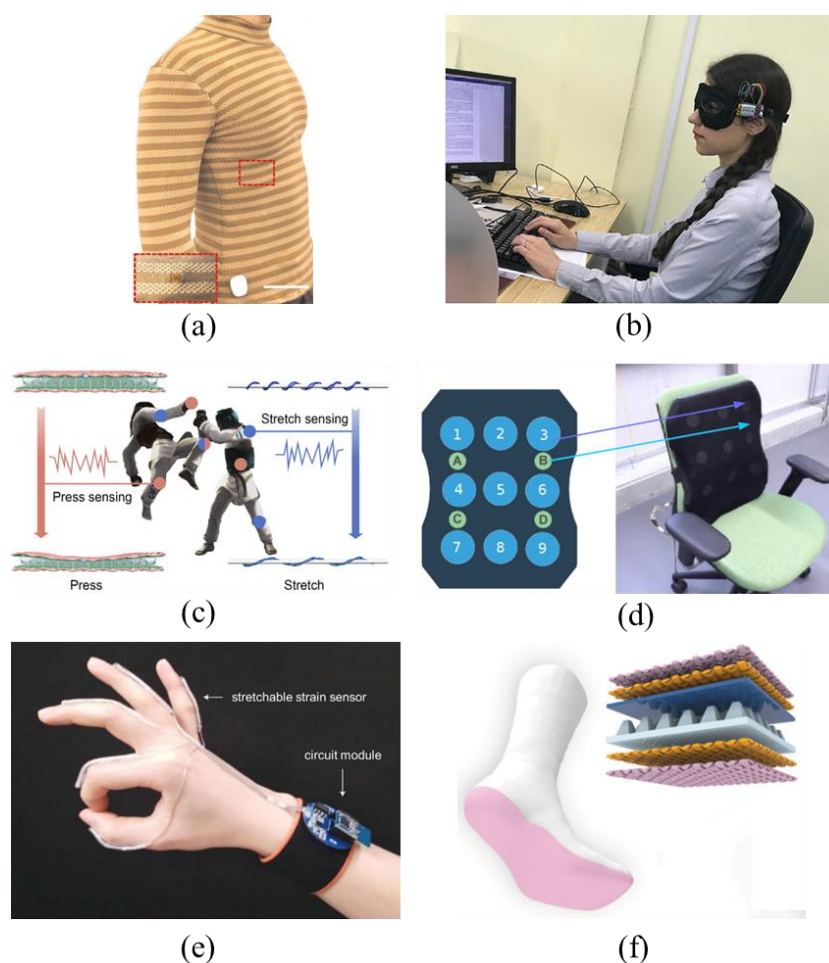 (a)
(b)
Stretch sensing
Press sensing
Press
Stretch
(c)
1 2 3
A B
4 5 6
C D
7 8 9
(d)
stretchable strain sensor
circuit module
(e)
(f)